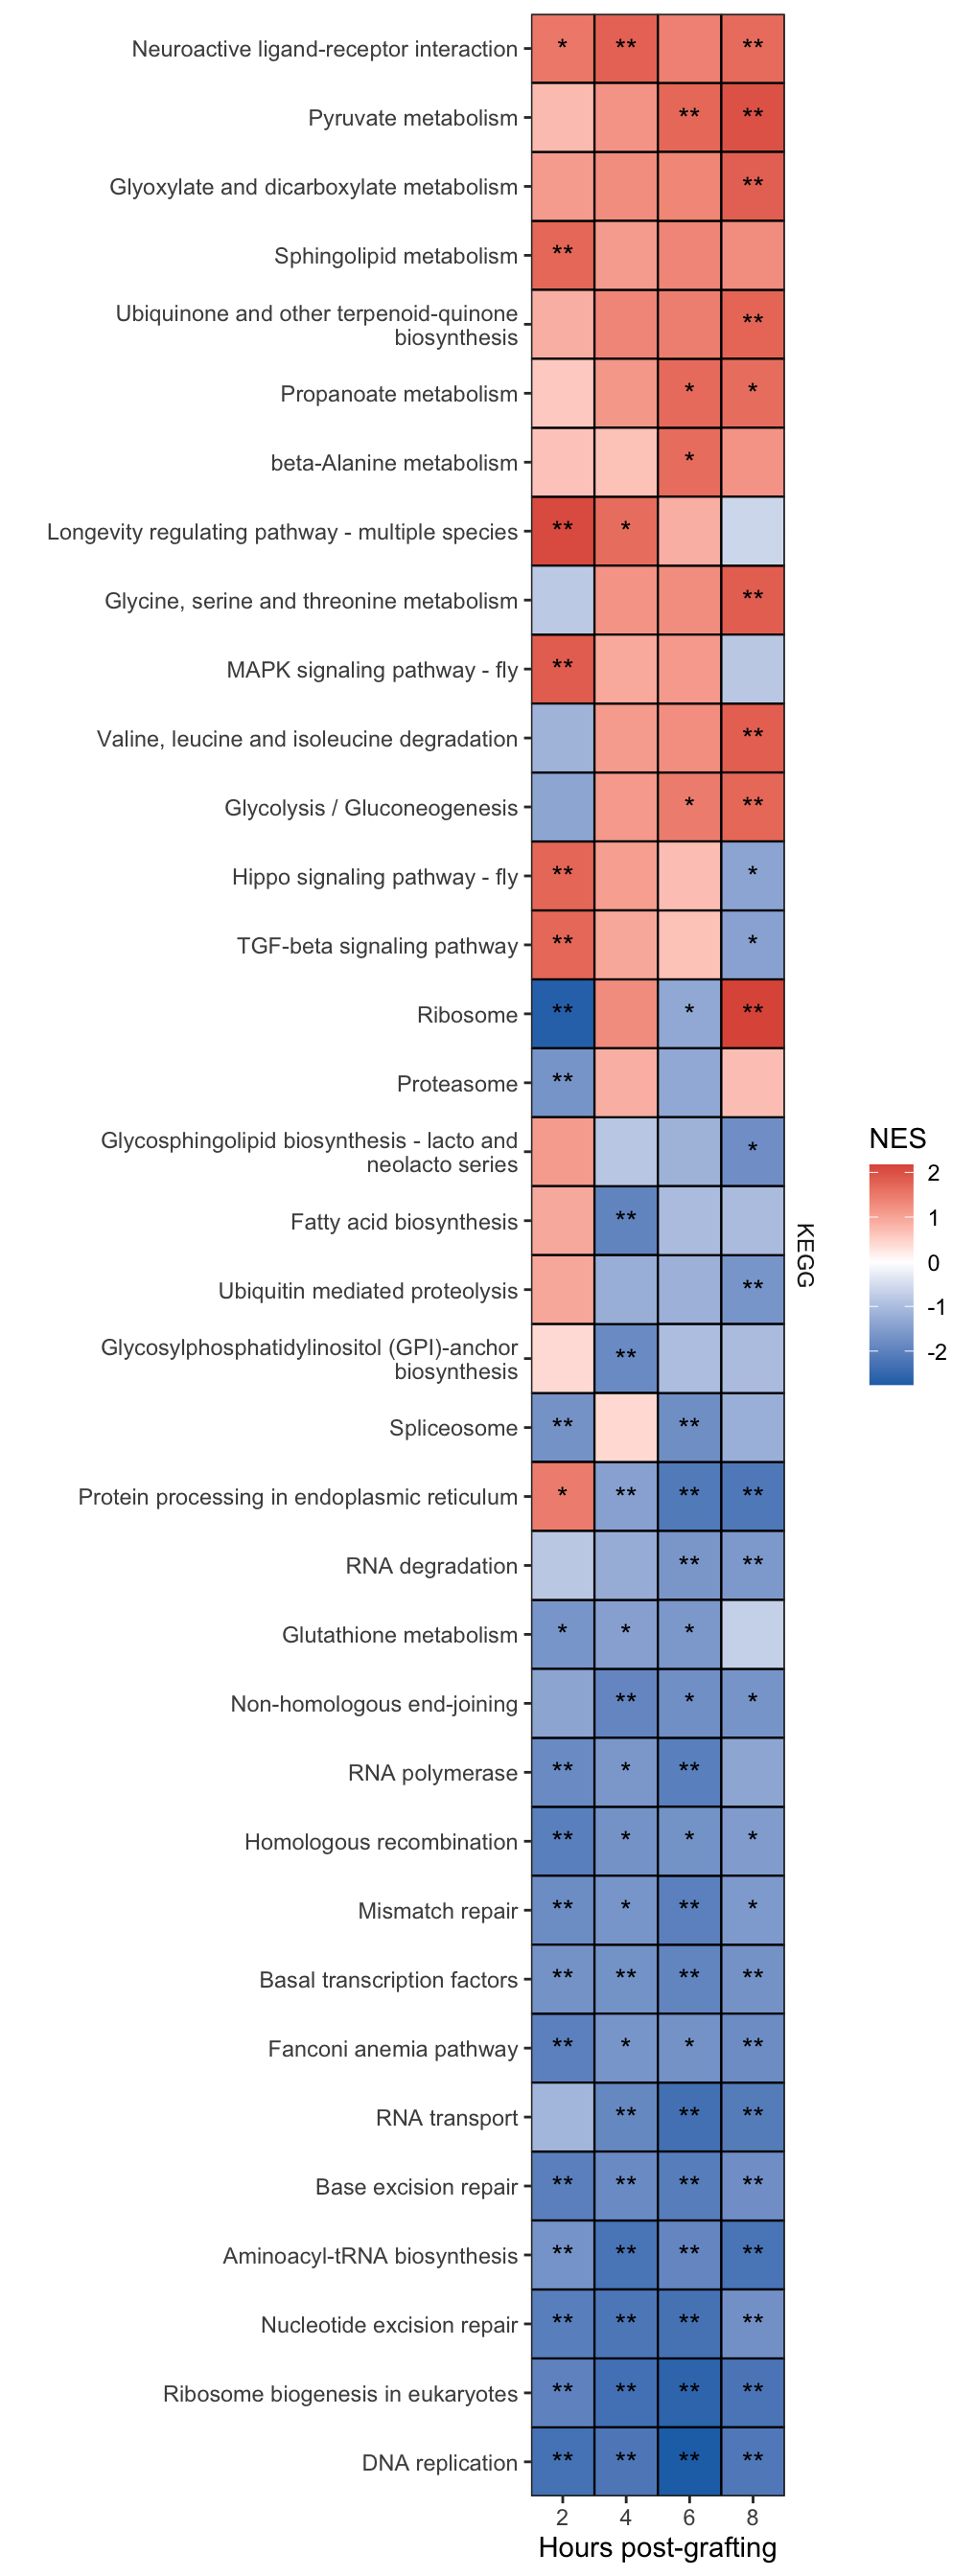 Neuroactive ligand-receptor interaction * ** **
Pyruvate metabolism ** **
Glyoxylate and dicarboxylate metabolism **
Sphingolipid metabolism **
Ubiquinone and other terpenoid-quinone
biosynthesis **
Propanoate metabolism * *
beta-Alanine metabolism *
Longevity regulating pathway - multiple species ** *
Glycine, serine and threonine metabolism **
MAPK signaling pathway - fly **
Valine, leucine and isoleucine degradation **
Glycolysis / Gluconeogenesis * **
Hippo signaling pathway - fly ** *
TGF-beta signaling pathway ** *
Ribosome ** * **
Proteasome **
Glycosphingolipid biosynthesis - lacto and
neolacto series *
Fatty acid biosynthesis **
Ubiquitin mediated proteolysis **
Glycosylphosphatidylinositol (GPI)-anchor
biosynthesis **
Spliceosome ** **
Protein processing in endoplasmic reticulum * ** ** **
RNA degradation ** **
Glutathione metabolism * * *
Non-homologous end-joining ** * *
RNA polymerase ** * **
Homologous recombination ** * * *
Mismatch repair ** * ** *
Basal transcription factors ** ** ** **
Fanconi anemia pathway ** * * **
RNA transport ** ** **
Base excision repair ** ** ** **
Aminoacyl-tRNA biosynthesis ** ** ** **
Nucleotide excision repair ** ** ** **
Ribosome biogenesis in eukaryotes ** ** ** **
DNA replication ** ** ** **
2 4 6 8
Hours post-grafting
KEGG
NES
2
1
0
-1
-2